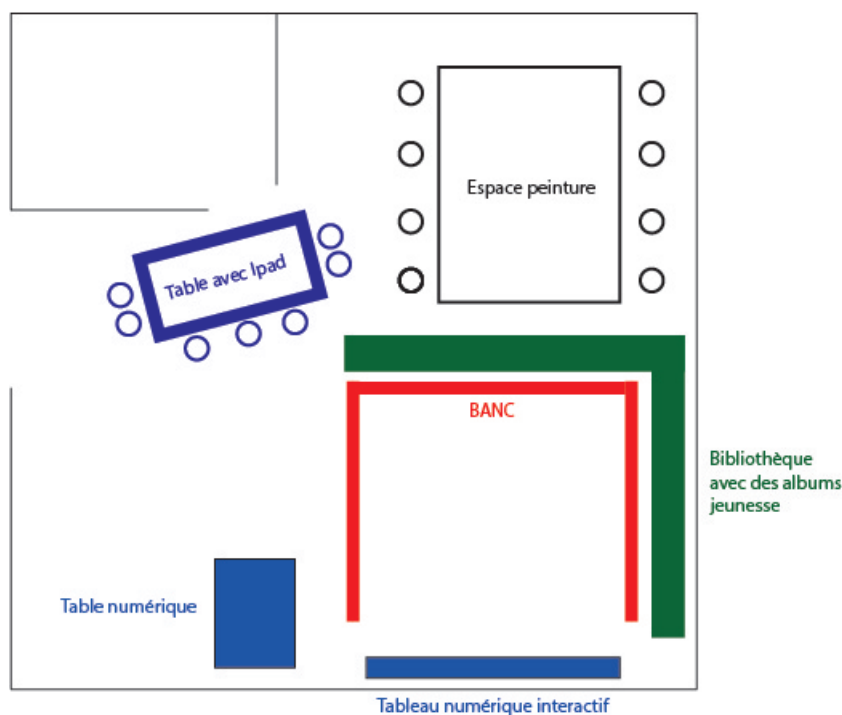 Espace peinture
Table avec Ipad
BANC
Bibliothèque
avec des albums
jeunesse
Table numérique
Tableau numérique interactif